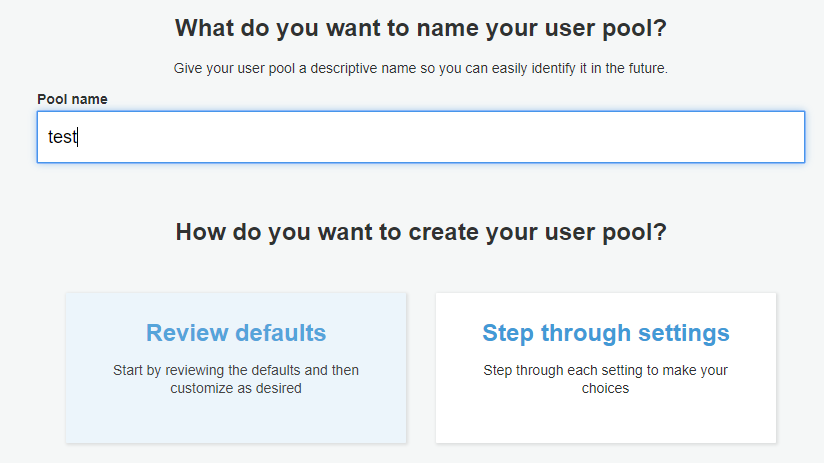 What do you want to name your user pool?
Give your user pool a descriptive name so you can easily identify it in the future.
Pool name
test
How do you want to create your user pool?
Review defaults
Start by reviewing the defaults and then
customize as desired
Step through settings
Step through each setting to make your
choices